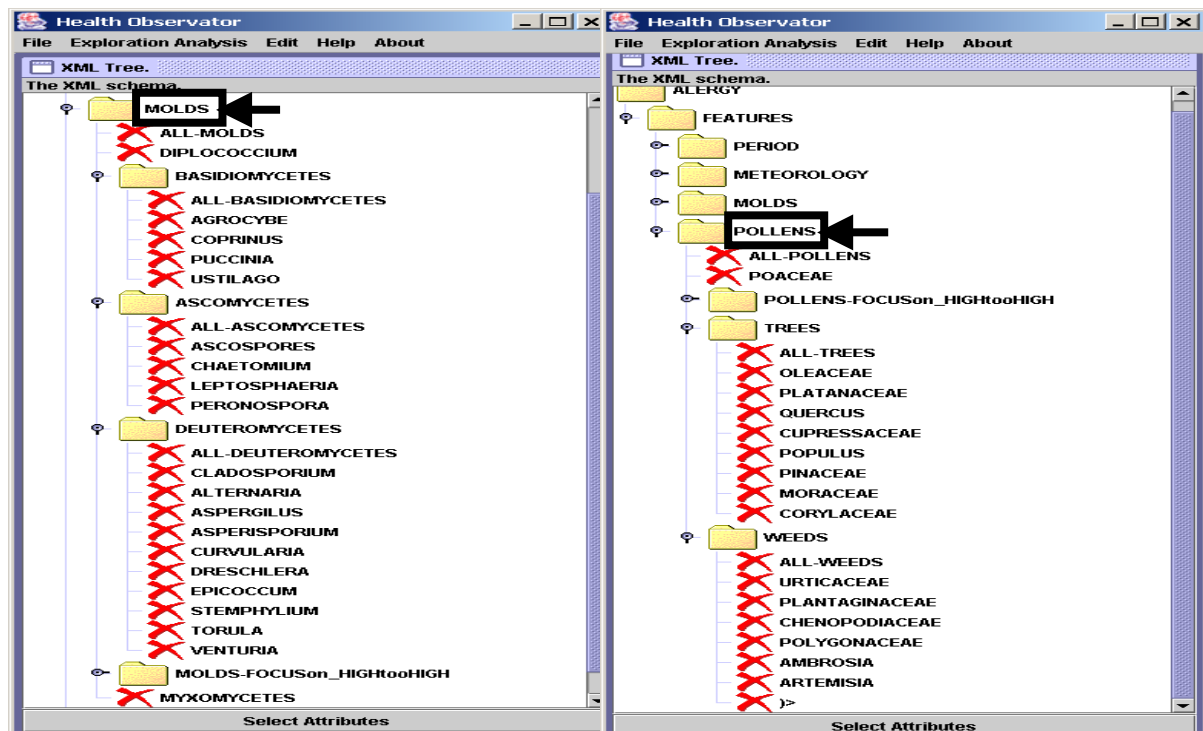 Health Observator
File Exploration Analysis Edit Help About
XML Tree.
The XML schema.
MOLDS
ALL-MOLDS
DIPLOCOCCIUM
BASIDIOMYCETES
ALL-BASIDIOMYCETES
AGROCYBE
COPRINUS
PUCCINIA
USTILAGO
ASCOMYCETES
ALL-ASCOMYCETES
ASCOSPORES
CHAETOMIUM
LEPTOSPHAERIA
PERONOSPORA
DEUTEROMYCETES
ALL-DEUTEROMYCETES
CLADOSPORIUM
ALTERNARIA
ASPERGILUS
ASPERISPORIUM
CURVULARIA
DRESCHLERA
EPICOCCUM
STEMPHYLIUM
TORULA
VENTURIA
MOLDS-FOCUSon_HIGHtooHIGH
MYXOMYCETES
Select Attributes
Health Observator
File Exploration Analysis Edit Help About
XML Tree.
The XML schema.
ALERGY
FEATURES
PERIOD
METEOROLOGY
MOLDS
POLLENS
ALL-POLLENS
POACEAE
POLLENS-FOCUSon_HIGHtooHIGH
TREES
ALL-TREES
OLEACEAE
PLATANACEAE
QUERCUS
CUPRESSACEAE
POPULUS
PINACEAE
MORACEAE
CORYLACEAE
WEEDS
ALL-WEEDS
URTICACEAE
PLANTAGINACEAE
CHENOPODIACEAE
POLYGONACEAE
AMBROSIA
ARTEMISIA
)>
Select Attributes